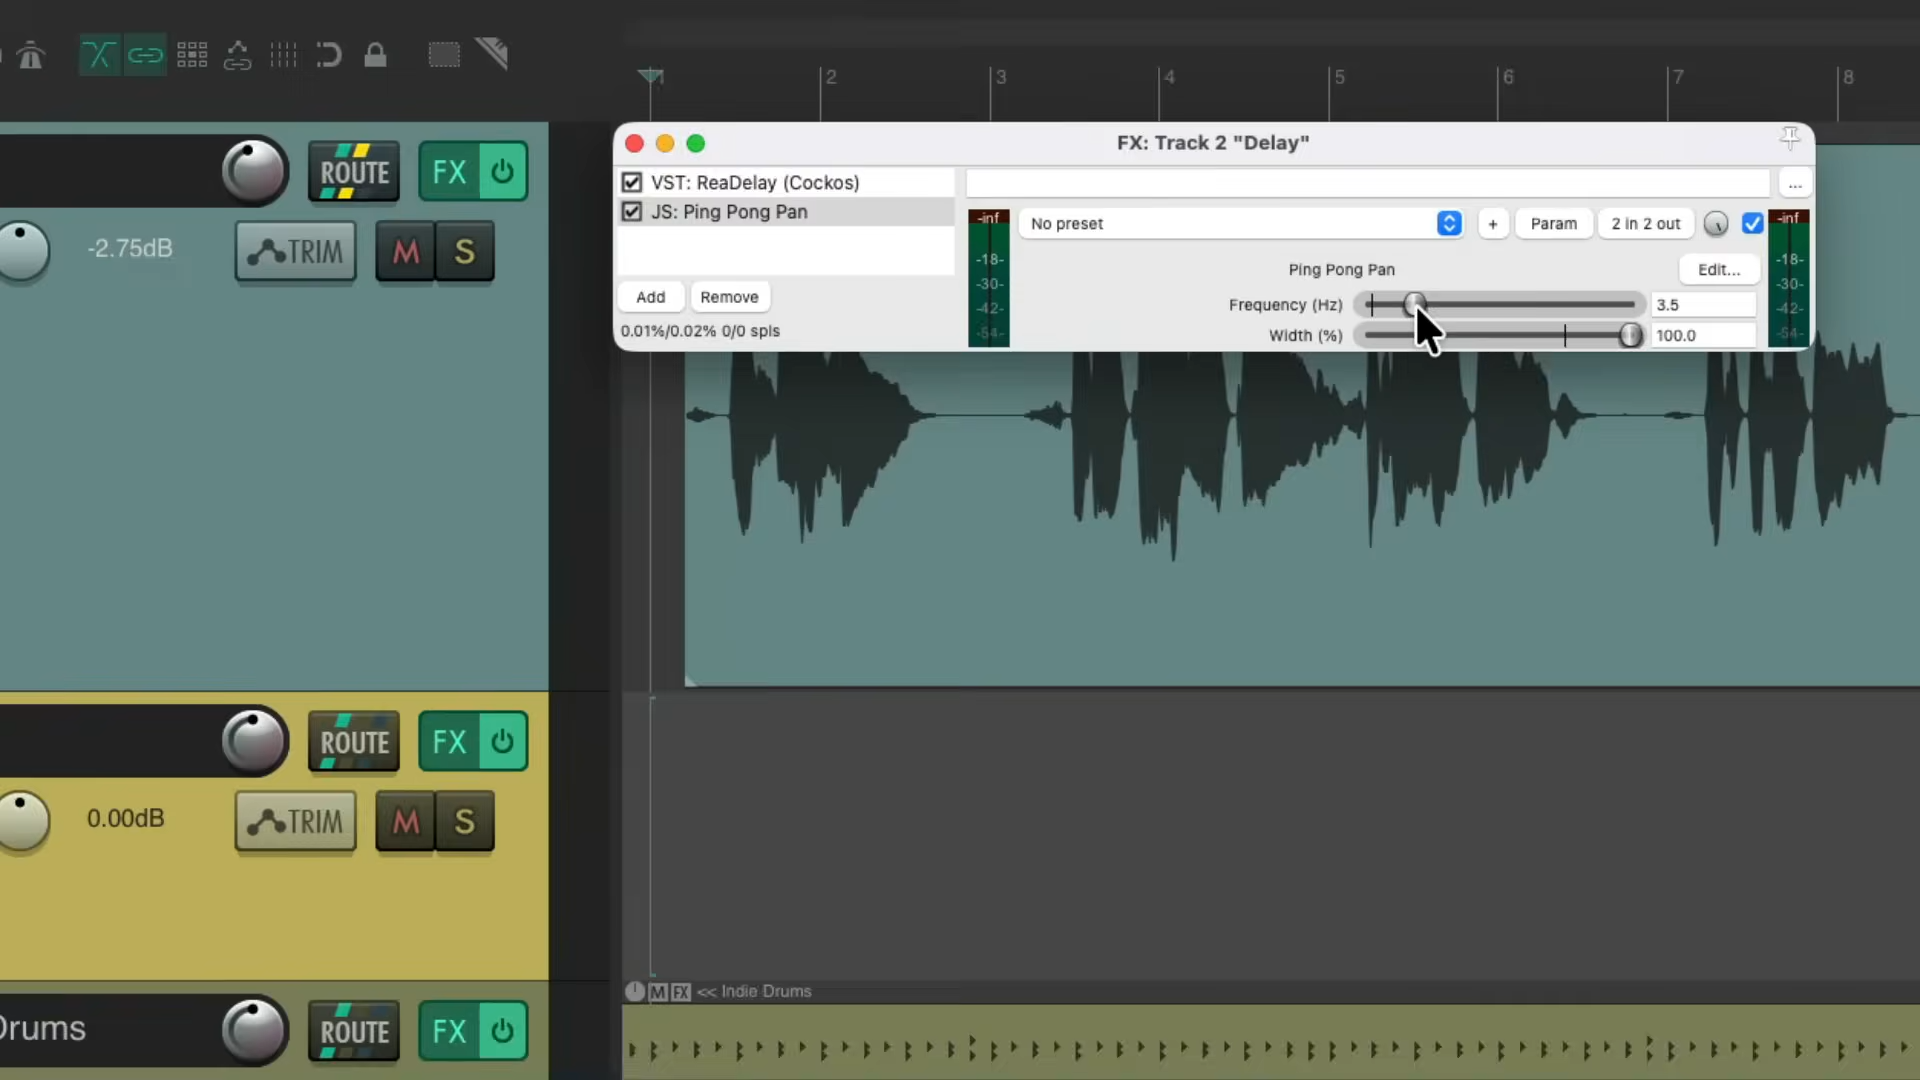 1 2 3 4 5 6 7 8
FX: Track 2 "Delay"
VST: ReaDelay (Cockos)
JS: Ping Pong Pan
...
-inf No preset + Param 2 in 2 out -inf
-18- -18-
-30- -30-
-42- -42-
-54- -54-
Ping Pong Pan Edit...
Add Remove
Frequency (Hz) 3.5
0.01%/0.02% 0/0 spls
Width (%) 100.0
ROUTE FX
-2.75dB TRIM M S
ROUTE FX
0.00dB TRIM M S
M FX << Indie Drums
Drums ROUTE FX